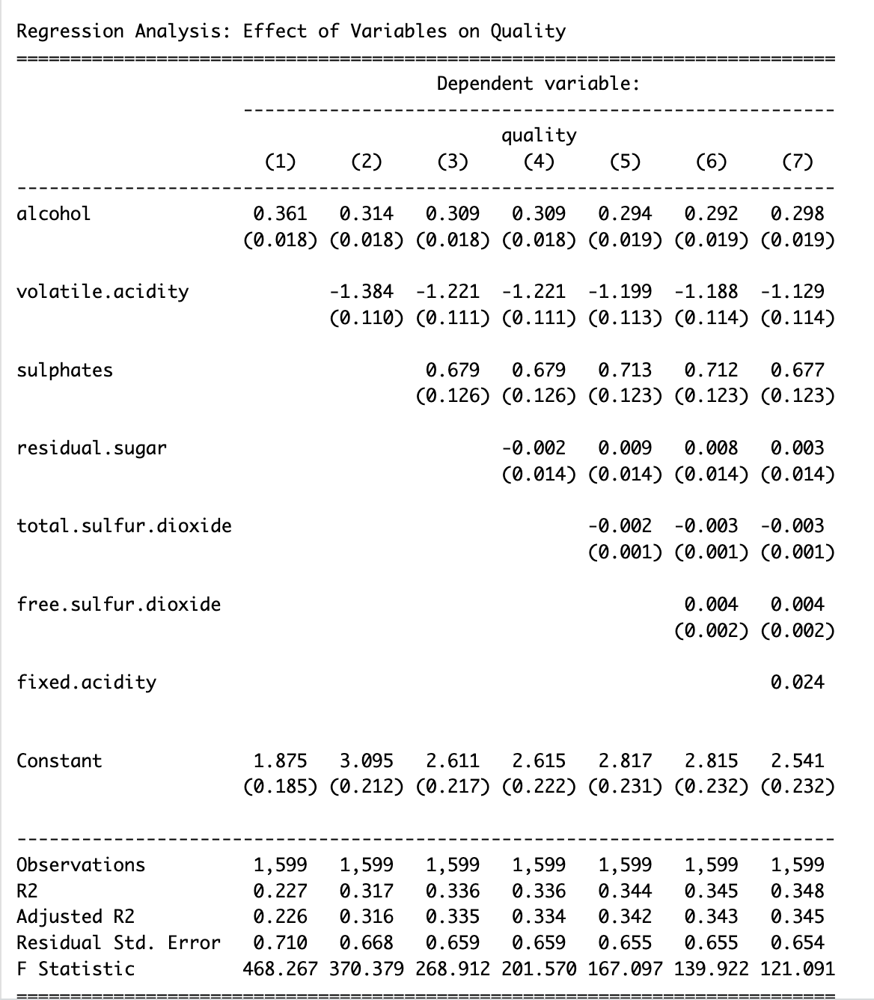 Regression Analysis: Effect of Variables on Quality
============================================================================
Dependent variable:
-------------------------------------------------------
quality
(1) (2) (3) (4) (5) (6) (7)
----------------------------------------------------------------------------
alcohol 0.361 0.314 0.309 0.309 0.294 0.292 0.298
(0.018) (0.018) (0.018) (0.018) (0.019) (0.019) (0.019)
volatile.acidity -1.384 -1.221 -1.221 -1.199 -1.188 -1.129
(0.110) (0.111) (0.111) (0.113) (0.114) (0.114)
sulphates 0.679 0.679 0.713 0.712 0.677
(0.126) (0.126) (0.123) (0.123) (0.123)
residual.sugar -0.002 0.009 0.008 0.003
(0.014) (0.014) (0.014) (0.014)
total.sulfur.dioxide -0.002 -0.003 -0.003
(0.001) (0.001) (0.001)
free.sulfur.dioxide 0.004 0.004
(0.002) (0.002)
fixed.acidity 0.024
Constant 1.875 3.095 2.611 2.615 2.817 2.815 2.541
(0.185) (0.212) (0.217) (0.222) (0.231) (0.232) (0.232)
----------------------------------------------------------------------------
Observations 1,599 1,599 1,599 1,599 1,599 1,599 1,599
R2 0.227 0.317 0.336 0.336 0.344 0.345 0.348
Adjusted R2 0.226 0.316 0.335 0.334 0.342 0.343 0.345
Residual Std. Error 0.710 0.668 0.659 0.659 0.655 0.655 0.654
F Statistic 468.267 370.379 268.912 201.570 167.097 139.922 121.091
============================================================================